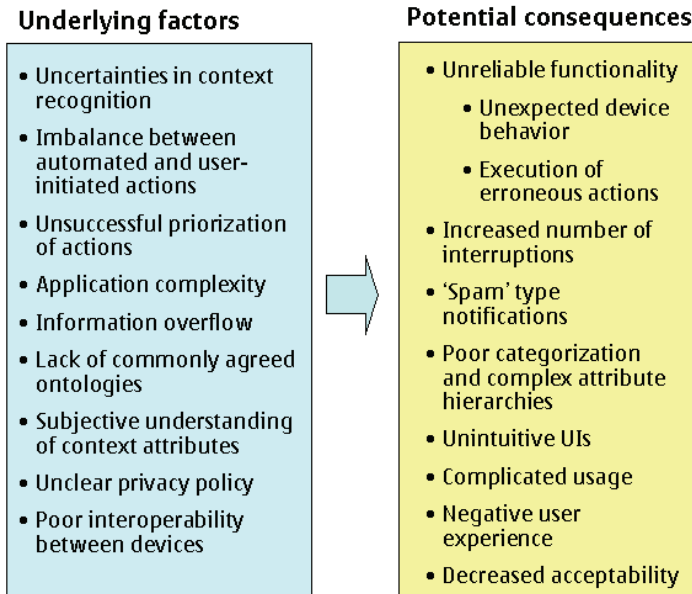 Underlying factors
• Uncertainties in context
recognition
• Imbalance between
automated and user-
initiated actions
• Unsuccessful priorization
of actions
• Application complexity
• Information overflow
• Lack of commonly agreed
ontologies
• Subjective understanding
of context attributes
• Unclear privacy policy
• Poor interoperability
between devices
Potential consequences
• Unreliable functionality
• Unexpected device
behavior
• Execution of
erroneous actions
• Increased number of
interruptions
• ‘Spam’ type
notifications
• Poor categorization
and complex attribute
hierarchies
• Unintuitive UIs
• Complicated usage
• Negative user
experience
• Decreased acceptability